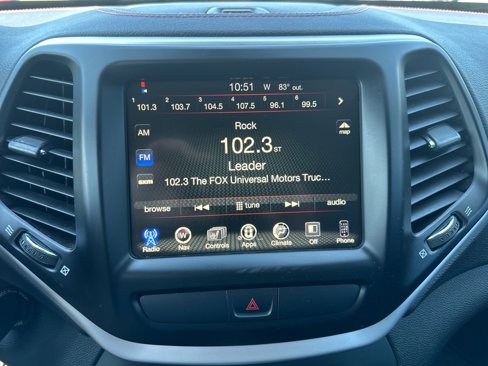 10:51 W 83° out.
1 2 3 4 5 6
101.3 103.7 104.5 107.5 96.1 99.5
Rock
AM
map
102.3 ST
FM
Leader
102.3 The FOX Universal Motors Truc...
browse tune audio
Radio Nav Controls Apps Climate Off Phone